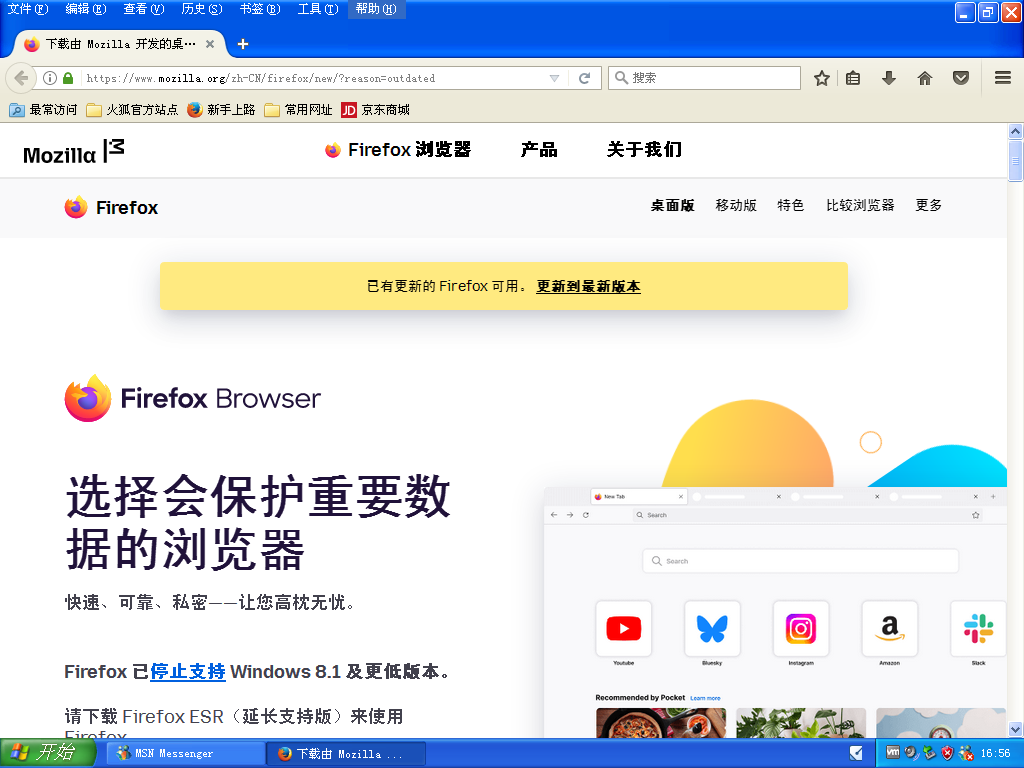 文件(F) 编辑(E) 查看(V) 历史(S) 书签(B) 工具(T) 帮助(H)
下载由 Mozilla 开发的桌…
https://www.mozilla.org/zh-CN/firefox/new/?reason=outdated
搜索
最常访问 火狐官方站点 新手上路 常用网址 JD 京东商城
Mozilla
Firefox 浏览器 产品 关于我们
Firefox
桌面版 移动版 特色 比较浏览器 更多
已有更新的 Firefox 可用。 更新到最新版本
Firefox Browser
选择会保护重要数
据的浏览器
快速、可靠、私密——让您高枕无忧。
Firefox 已停止支持 Windows 8.1 及更低版本。
请下载 Firefox ESR（延长支持版）来使用
Firefox
New Tab
Search
Search
Youtube Bluesky Instagram Amazon Slack
Recommended by Pocket Learn more
开始 MSN Messenger 下载由 Mozilla ... vm 16:56